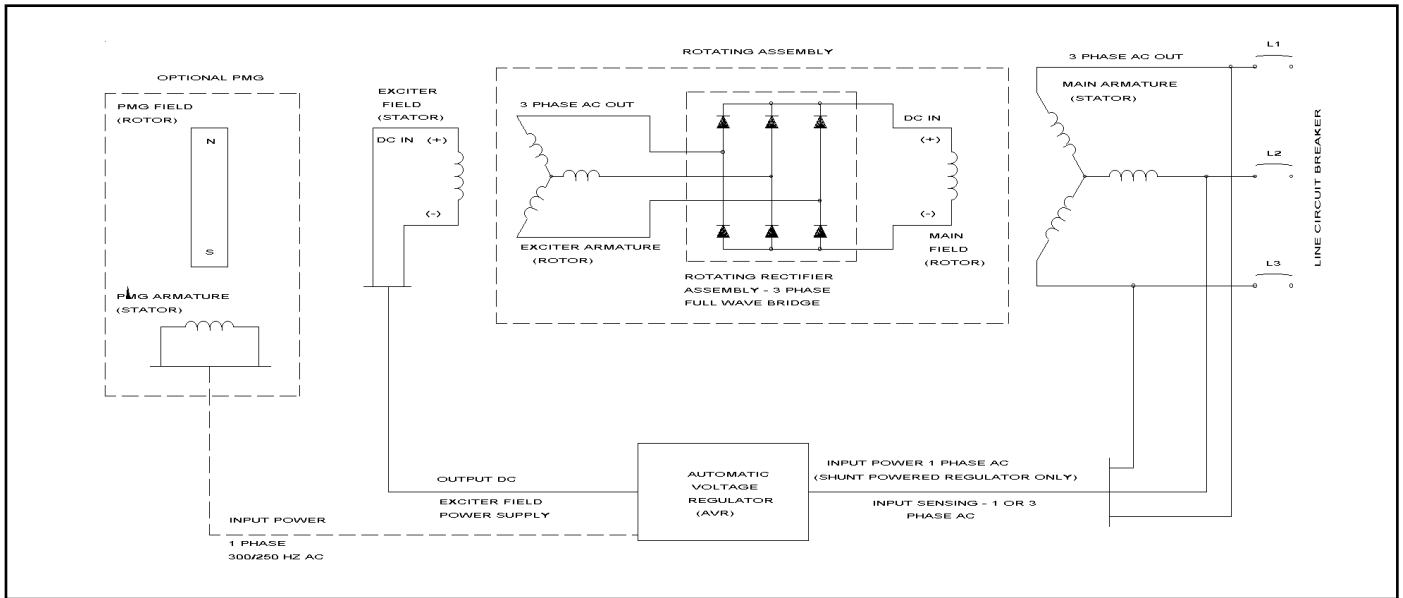 OPTIONAL PMG
PMG FIELD
(ROTOR)
N
S
PMG ARMATURE
(STATOR)
EXCITER
FIELD
(STATOR)
DC IN (+)
(-)
ROTATING ASSEMBLY
3 PHASE AC OUT
EXCITER ARMATURE
(ROTOR)
ROTATING RECTIFIER
ASSEMBLY - 3 PHASE
FULL WAVE BRIDGE
DC IN
(+)
(-)
MAIN
FIELD
(ROTOR)
3 PHASE AC OUT
MAIN ARMATURE
(STATOR)
L1
L2
L3
LINE CIRCUIT BREAKER
OUTPUT DC
EXCITER FIELD
POWER SUPPLY
AUTOMATIC
VOLTAGE
REGULATOR
(AVR)
INPUT POWER 1 PHASE AC
(SHUNT POWERED REGULATOR ONLY)
INPUT SENSING - 1 OR 3
PHASE AC
INPUT POWER
1 PHASE
300/250 HZ AC